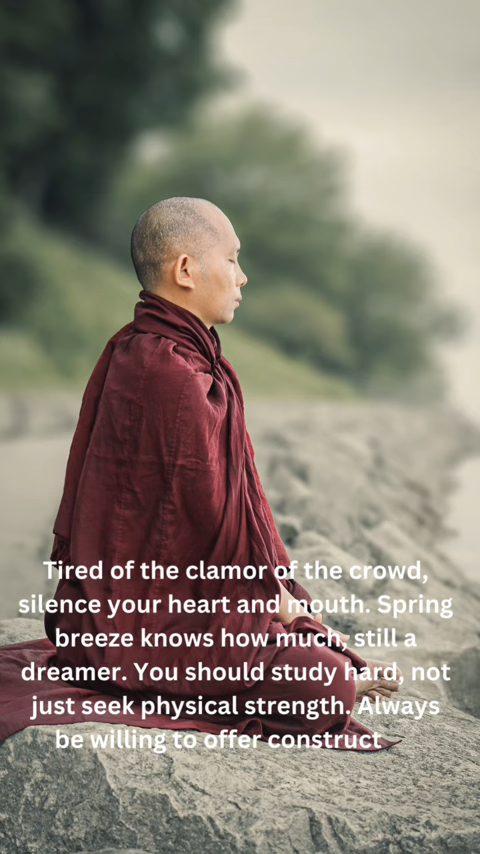 Tired of the clamor of the crowd,
silence your heart and mouth. Spring
breeze knows how much, still a
dreamer. You should study hard, not
just seek physical strength. Always
be willing to offer construct